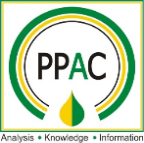 PPAC
Analysis • Knowledge • Information